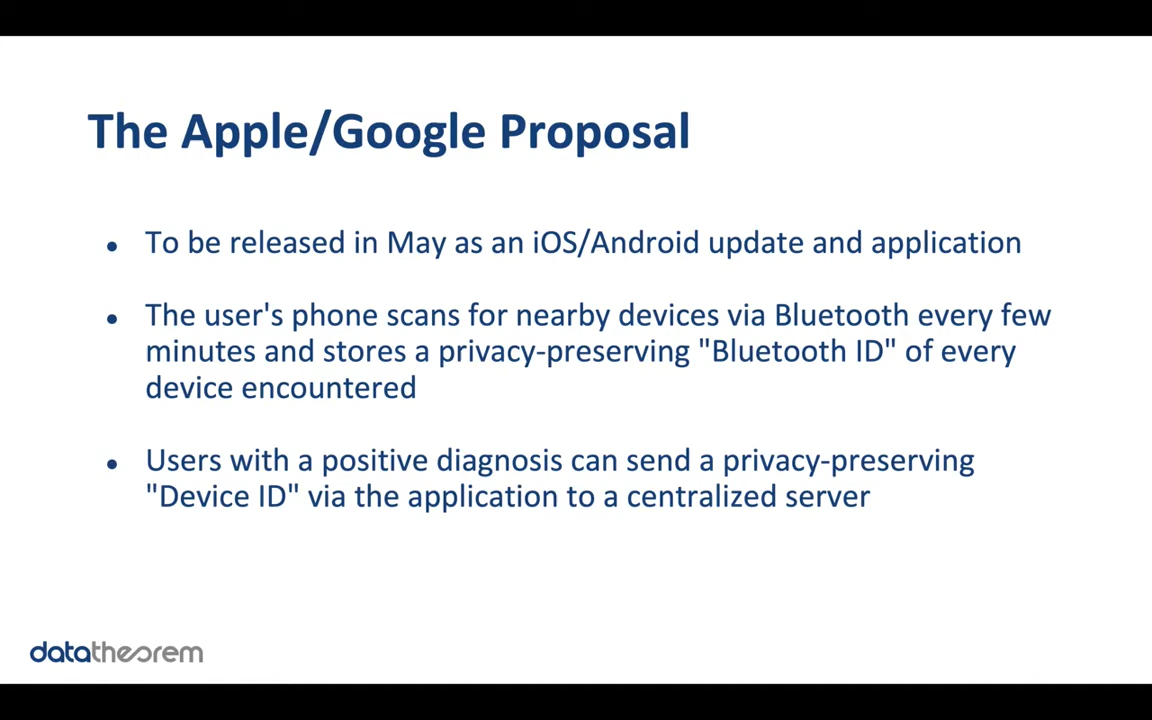 The Apple/Google Proposal
• To be released in May as an iOS/Android update and application
• The user's phone scans for nearby devices via Bluetooth every few
minutes and stores a privacy-preserving "Bluetooth ID" of every
device encountered
• Users with a positive diagnosis can send a privacy-preserving
"Device ID" via the application to a centralized server
datatheorem